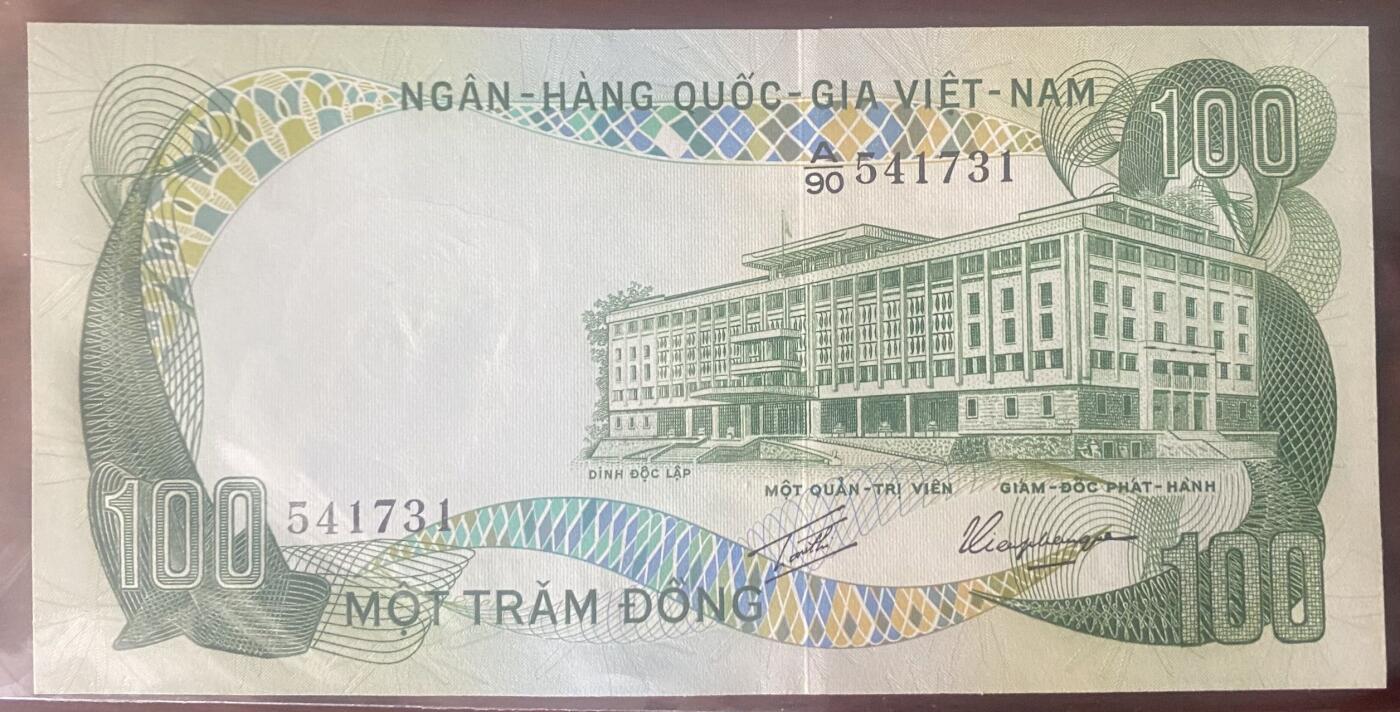 NGÂN-HÀNG QUỐC-GIA VIỆT-NAM
100
A/90 541731
DINH ĐỘC LẬP
MỘT QUẢN-TRỊ VIÊN
GIÁM-ĐỐC PHÁT-HÀNH
100 541731
100
MỘT TRĂM ĐỒNG